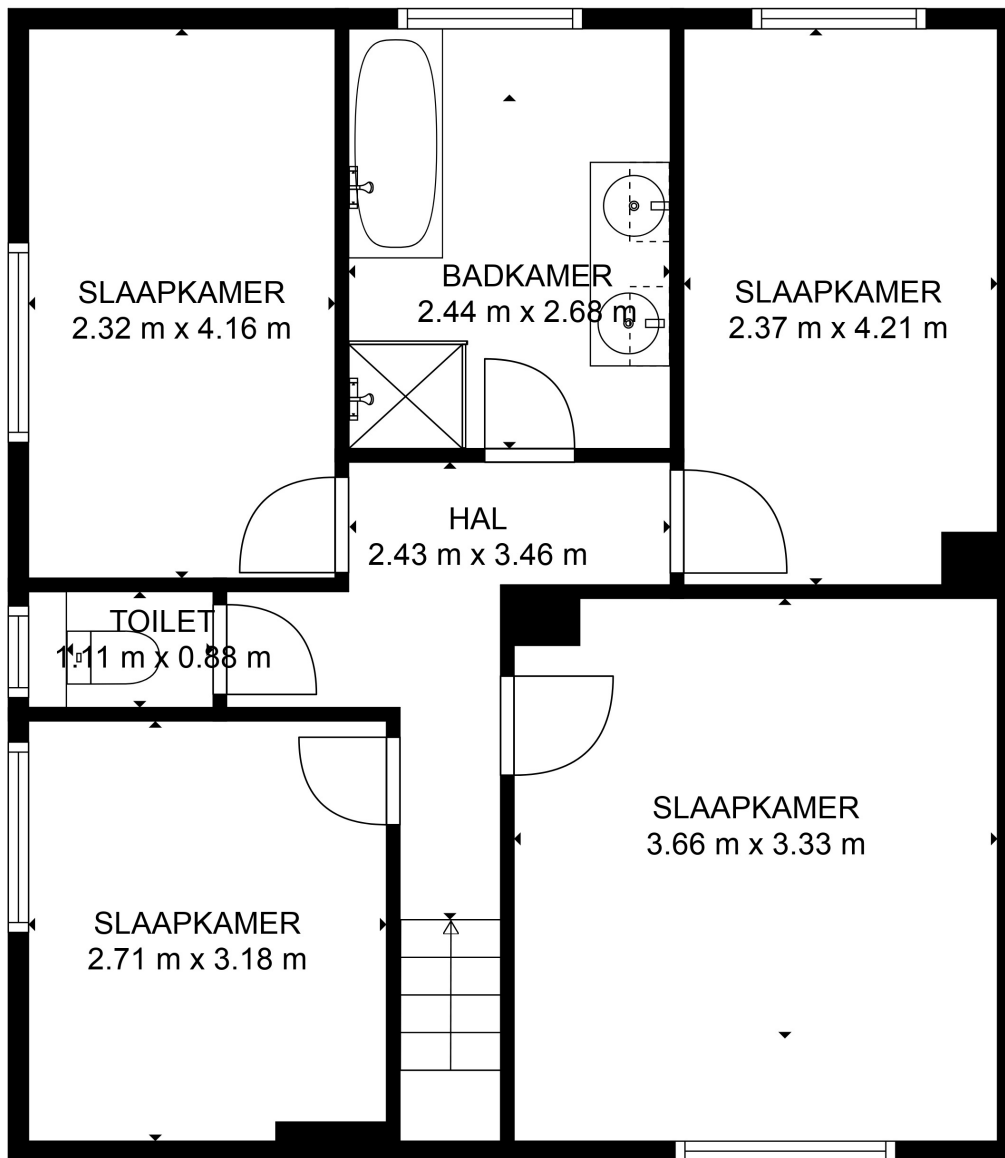 SLAAPKAMER
2.32 m x 4.16 m
BADKAMER
2.44 m x 2.68 m
SLAAPKAMER
2.37 m x 4.21 m
HAL
2.43 m x 3.46 m
TOILET
1.11 m x 0.88 m
SLAAPKAMER
3.66 m x 3.33 m
SLAAPKAMER
2.71 m x 3.18 m